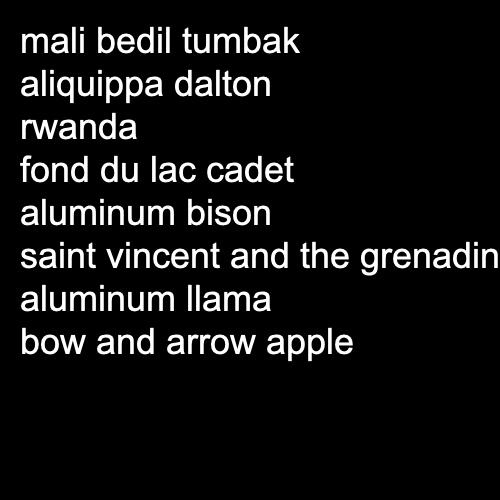 mali bedil tumbak
aliquippa dalton
rwanda
fond du lac cadet
aluminum bison
saint vincent and the grenadin
aluminum llama
bow and arrow apple